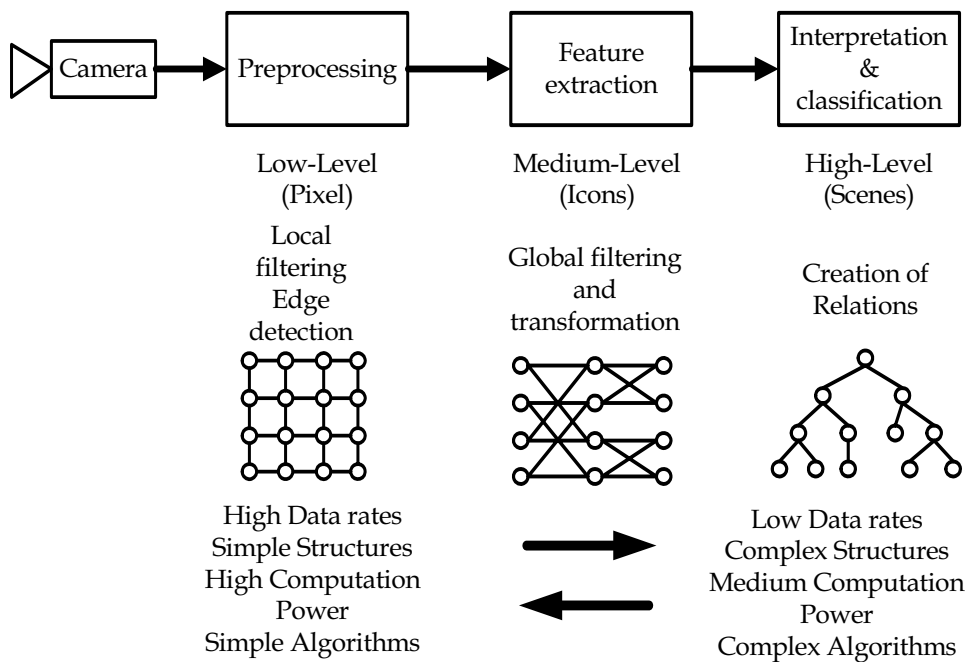 Camera
Preprocessing
Feature
extraction
Interpretation
&
classification
Low-Level
(Pixel)
Medium-Level
(Icons)
High-Level
(Scenes)
Local
filtering
Edge
detection
Global filtering
and
transformation
Creation of
Relations
High Data rates
Simple Structures
High Computation
Power
Simple Algorithms
Low Data rates
Complex Structures
Medium Computation
Power
Complex Algorithms